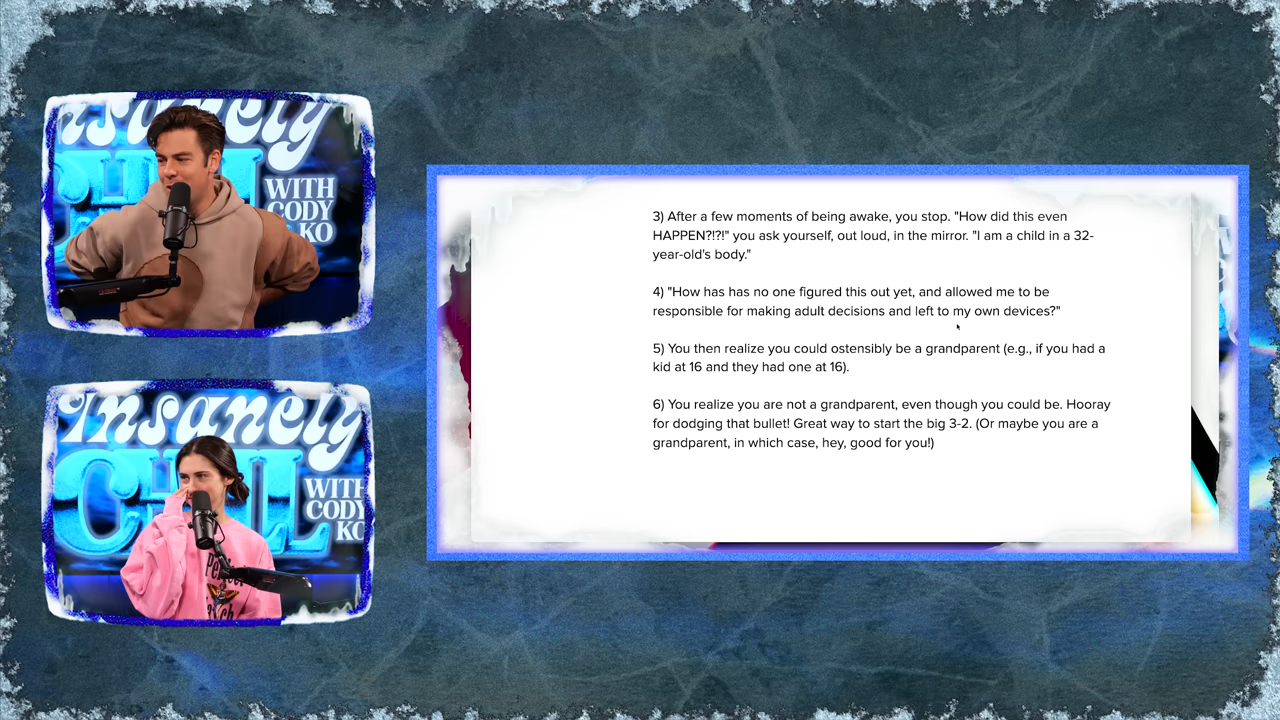 nsanely
CHILL
WITH
CODY
KO
3) After a few moments of being awake, you stop. "How did this even
HAPPEN?!?!" you ask yourself, out loud, in the mirror. "I am a child in a 32-
year-old's body."
4) "How has has no one figured this out yet, and allowed me to be
responsible for making adult decisions and left to my own devices?"
5) You then realize you could ostensibly be a grandparent (e.g., if you had a
kid at 16 and they had one at 16).
6) You realize you are not a grandparent, even though you could be. Hooray
for dodging that bullet! Great way to start the big 3-2. (Or maybe you are a
grandparent, in which case, hey, good for you!)
Insanely
CHILL
WITH
CODY
KO